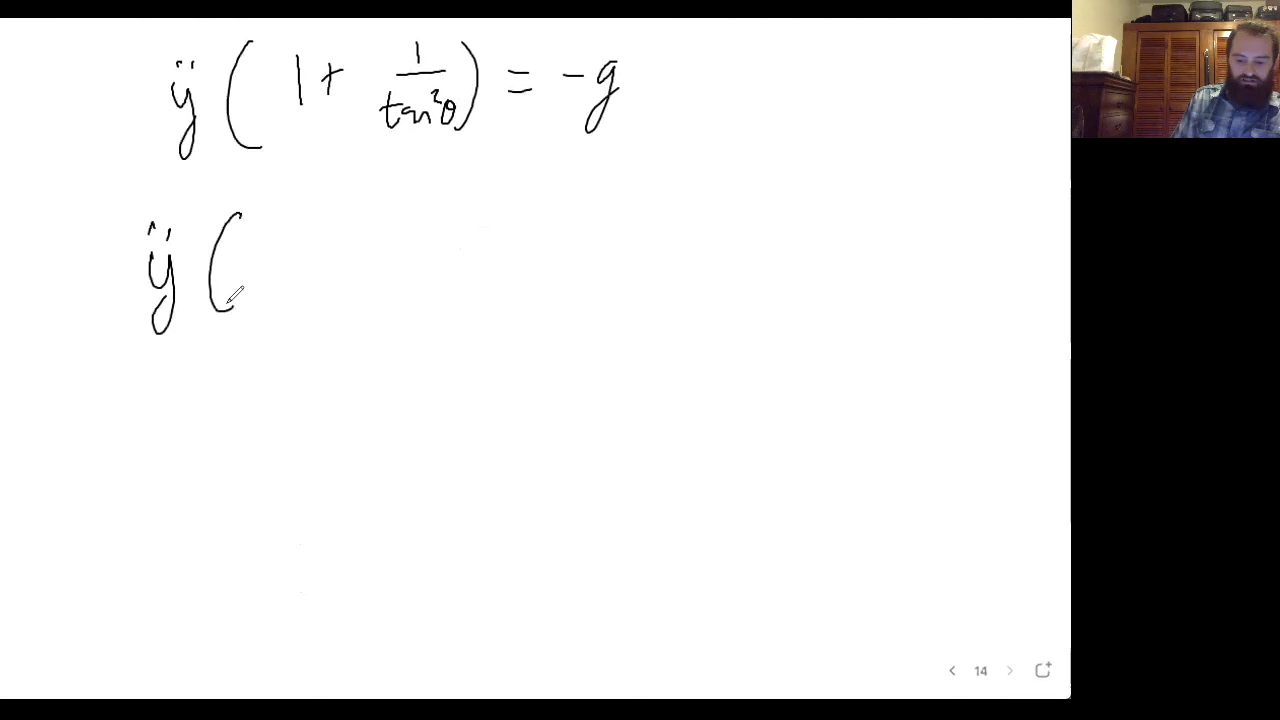 ÿ ( 1 + 1/tan²θ ) = -g
ÿ (
14